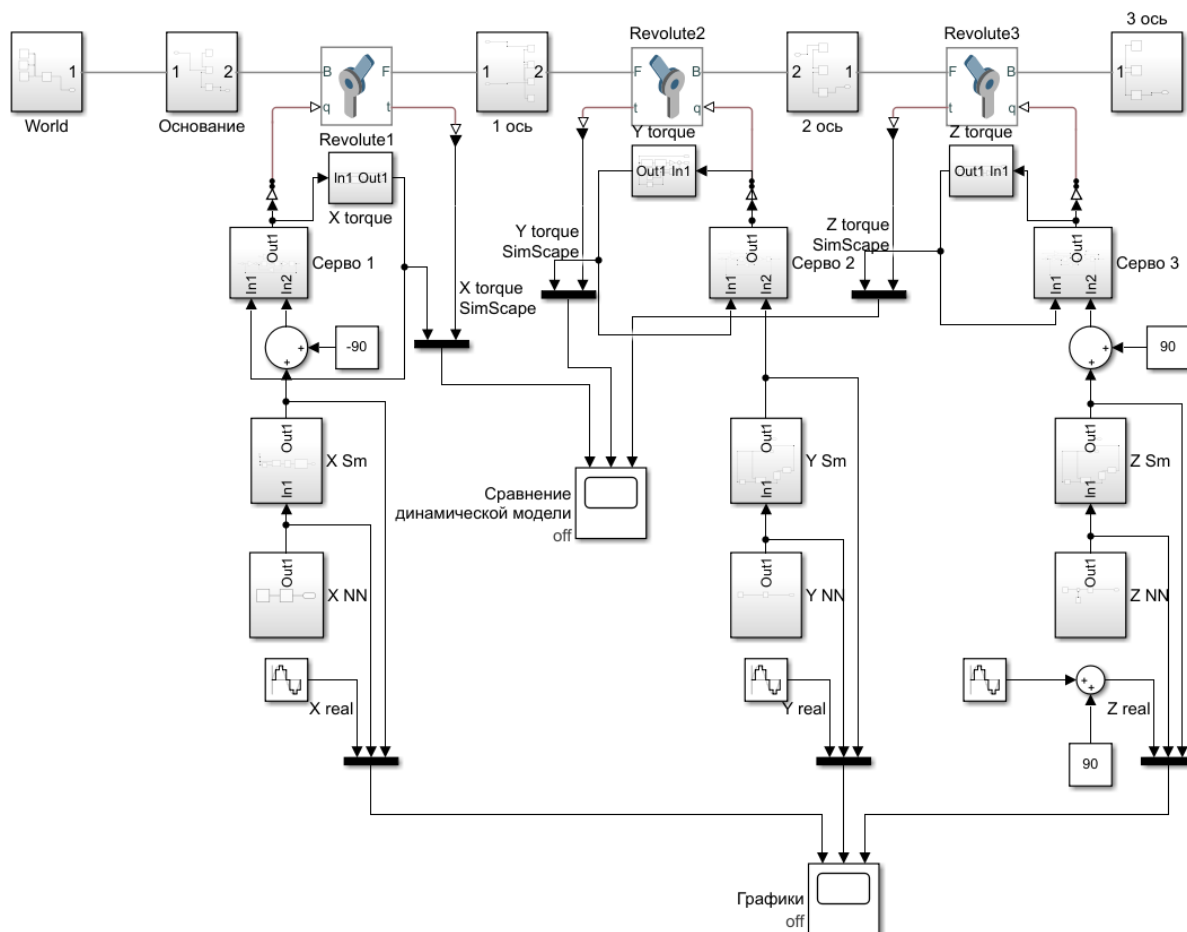 3 ось
Revolute2
Revolute3
1
1
2
B
F
q
t
1
2
F
B
t
q
2
1
F
B
t
q
1
World
Основание
Revolute1
1 ось
Y torque
2 ось
Z torque
In1 Out1
X torque
Out1 In1
Out1 In1
Out1
In1
In2
Серво 1
Y torque
SimScape
Out1
In1
In2
Серво 2
Z torque
SimScape
Out1
In1
In2
Серво 3
X torque
SimScape
+
+
-90
+
+
90
Out1
In1
X Sm
Out1
In1
Y Sm
Out1
In1
Z Sm
Сравнение
динамической модели
off
Out1
X NN
Out1
Y NN
Out1
Z NN
X real
Y real
+
+
Z real
90
Графики
off